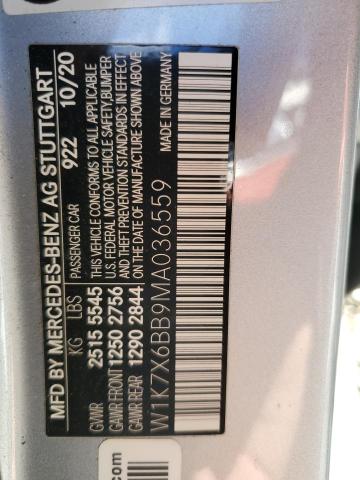 MFD BY MERCEDES-BENZ AG STUTTGART
PASSENGER CAR 922 10/20
KG LBS
GVWR 2515 5545
GAWR FRONT 1250 2756
GAWR REAR 1290 2844
THIS VEHICLE CONFORMS TO ALL APPLICABLE
U.S. FEDERAL MOTOR VEHICLE SAFETY, BUMPER
AND THEFT PREVENTION STANDARDS IN EFFECT
ON THE DATE OF MANUFACTURE SHOWN ABOVE.
MADE IN GERMANY
W1K7X6BB9MA036559
.com